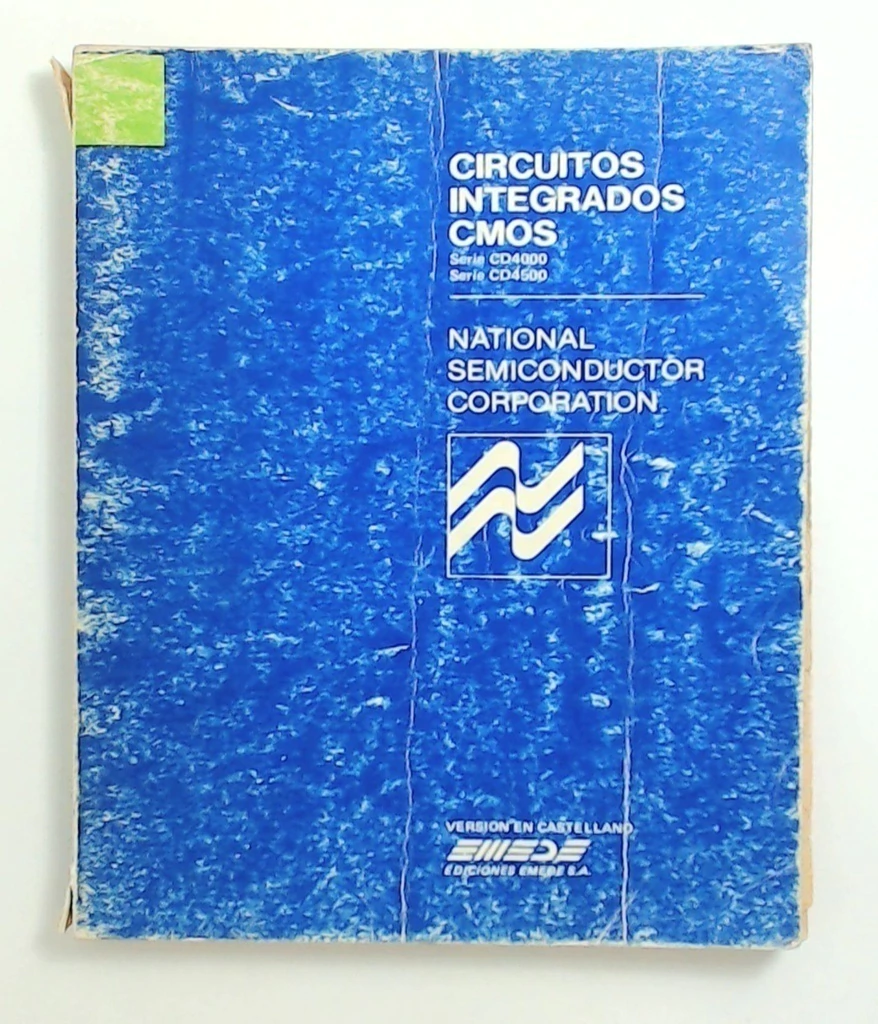 CIRCUITOS
INTEGRADOS
CMOS
Serie CD4000
Serie CD4500
NATIONAL
SEMICONDUCTOR
CORPORATION
VERSION EN CASTELLANO
EMEDE
EDICIONES EMEDE S.A.